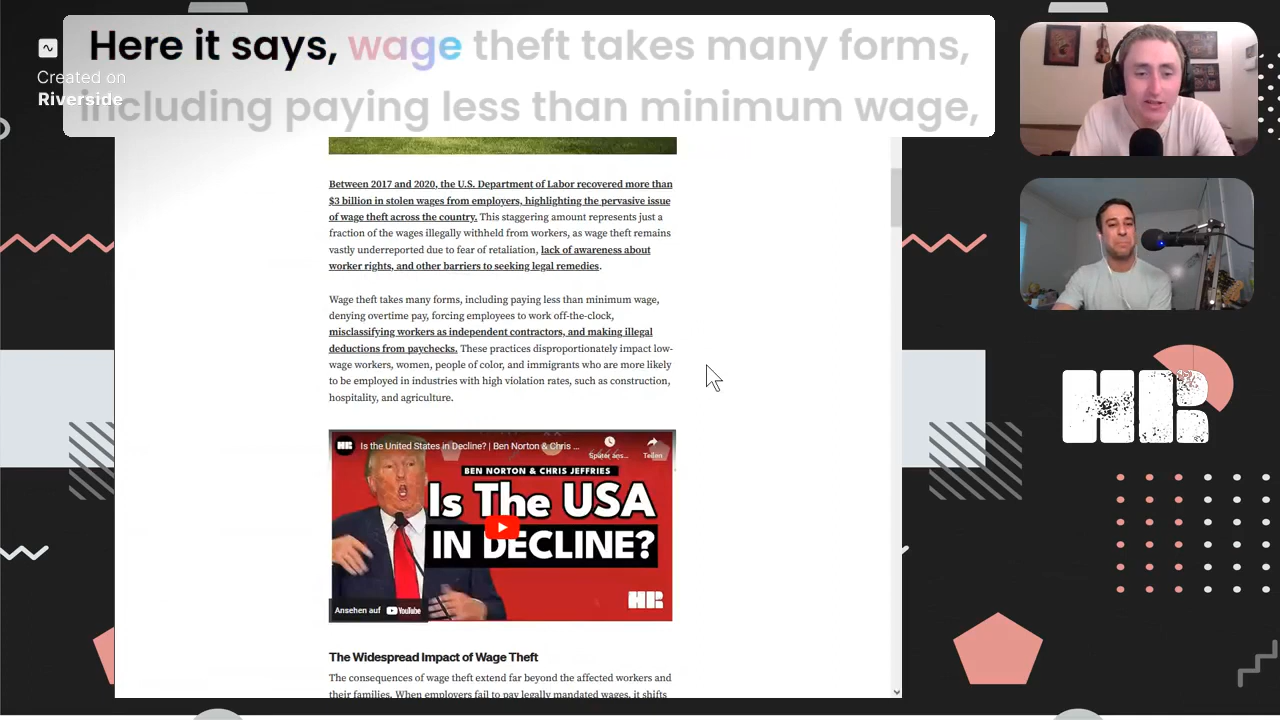 Here it says, wage theft takes many forms,
including paying less than minimum wage,
Created on
Riverside
Between 2017 and 2020, the U.S. Department of Labor recovered more than
$3 billion in stolen wages from employers, highlighting the pervasive issue
of wage theft across the country. This staggering amount represents just a
fraction of the wages illegally withheld from workers, as wage theft remains
vastly underreported due to fear of retaliation, lack of awareness about
worker rights, and other barriers to seeking legal remedies.
Wage theft takes many forms, including paying less than minimum wage,
denying overtime pay, forcing employees to work off-the-clock,
misclassifying workers as independent contractors, and making illegal
deductions from paychecks. These practices disproportionately impact low-
wage workers, women, people of color, and immigrants who are more likely
to be employed in industries with high violation rates, such as construction,
hospitality, and agriculture.
HR
Is the United States in Decline? | Ben Norton & Chris ...
Später ans...
Teilen
BEN NORTON & CHRIS JEFFRIES
Is The USA
IN DECLINE?
HR
Ansehen auf YouTube
The Widespread Impact of Wage Theft
The consequences of wage theft extend far beyond the affected workers and
their families. When employers fail to pay legally mandated wages, it shifts
HR